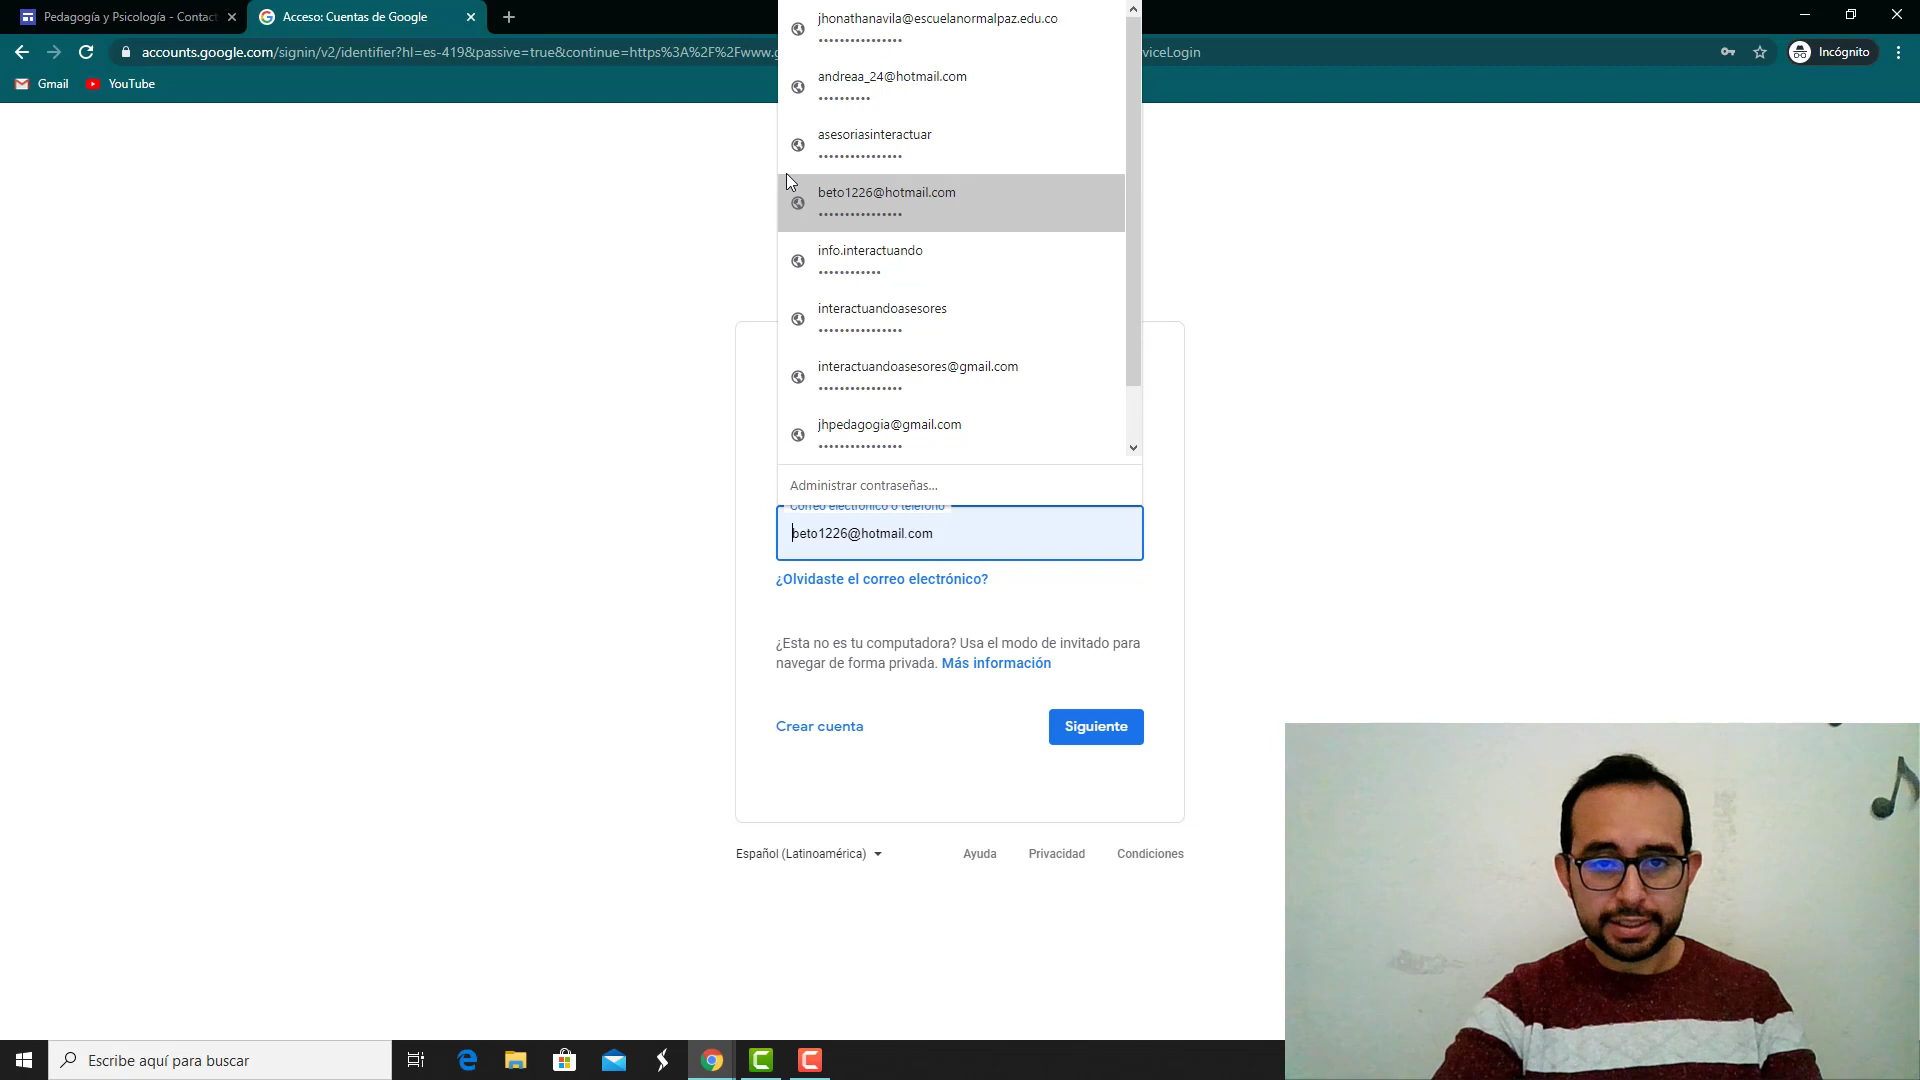 Pedagogía y Psicología - Contact
Acceso: Cuentas de Google
accounts.google.com/signin/v2/identifier?hl=es-419&passive=true&continue=https%3A%2F%2Fwww.g
viceLogin
Incógnito
Gmail
YouTube
jhonathanavila@escuelanormalpaz.edu.co
••••••••••••••••
andreaa_24@hotmail.com
••••••••••
asesoriasinteractuar
••••••••••••••••
beto1226@hotmail.com
••••••••••••••••
info.interactuando
••••••••••••
interactuandoasesores
••••••••••••••••
interactuandoasesores@gmail.com
••••••••••••••••
jhpedagogia@gmail.com
••••••••••••••••
Administrar contraseñas...
Correo electrónico o teléfono
beto1226@hotmail.com
¿Olvidaste el correo electrónico?
¿Esta no es tu computadora? Usa el modo de invitado para
navegar de forma privada. Más información
Crear cuenta
Siguiente
Español (Latinoamérica)
Ayuda
Privacidad
Condiciones
Escribe aquí para buscar